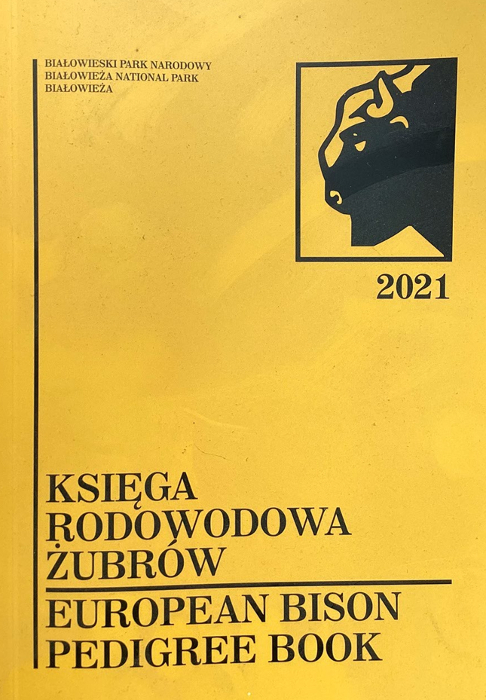 BIAŁOWIESKI PARK NARODOWY
BIAŁOWIEŻA NATIONAL PARK
BIAŁOWIEŻA
2021
KSIĘGA
RODOWODOWA
ŻUBRÓW
EUROPEAN BISON
PEDIGREE BOOK